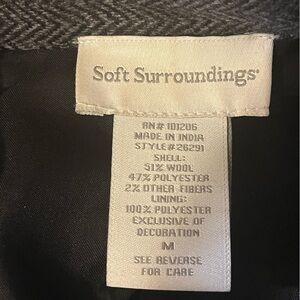 Soft Surroundings®
RN# 101206
MADE IN INDIA
STYLE# 26291
SHELL:
51% WOOL
47% POLYESTER
2% OTHER FIBERS
LINING:
100% POLYESTER
EXCLUSIVE OF
DECORATION
M
SEE REVERSE
FOR CARE